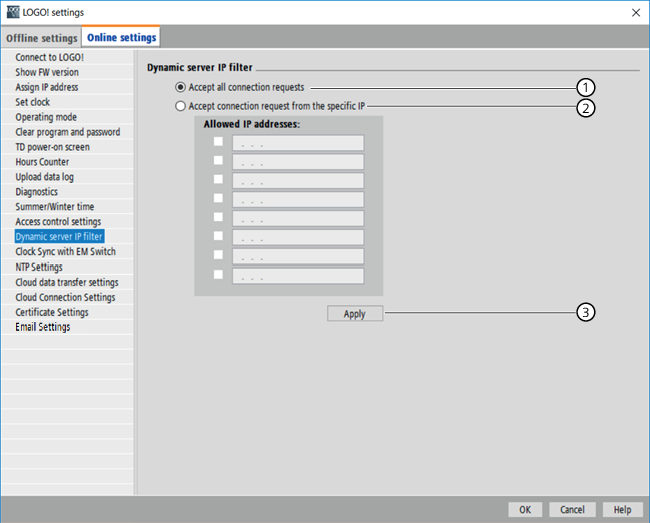 LOGO! settings
Offline settings
Online settings
Connect to LOGO!
Show FW version
Assign IP address
Set clock
Operating mode
Clear program and password
TD power-on screen
Hours Counter
Upload data log
Diagnostics
Summer/Winter time
Access control settings
Dynamic server IP filter
Clock Sync with EM Switch
NTP Settings
Cloud data transfer settings
Cloud Connection Settings
Certificate Settings
Email Settings
Dynamic server IP filter
Accept all connection requests
1
Accept connection request from the specific IP
2
Allowed IP addresses:
. . .
. . .
. . .
. . .
. . .
. . .
. . .
. . .
Apply
3
OK
Cancel
Help